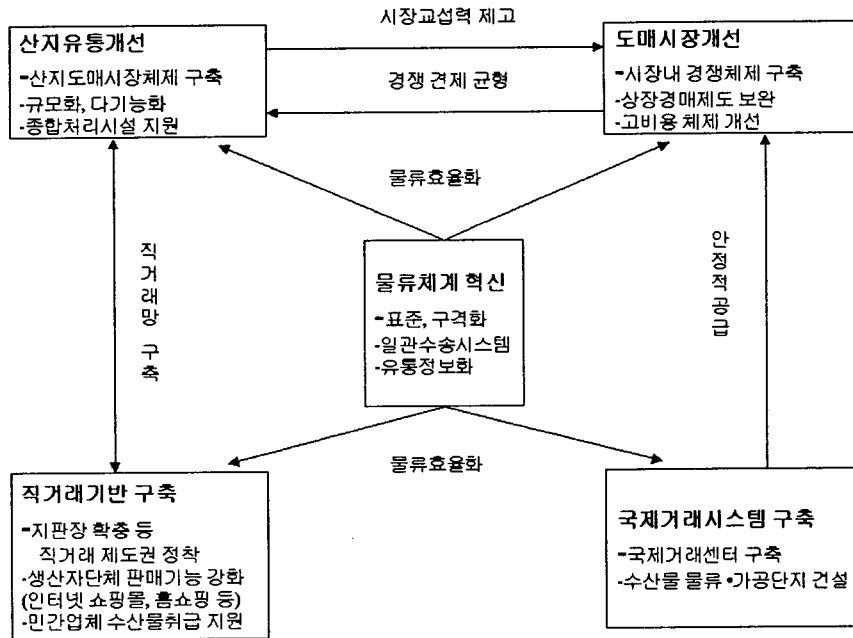 시장교섭력 제고
산지유통개선
-산지도매시장체제 구축
-규모화, 다기능화
-종합처리시설 지원
경쟁 견제 균형
도매시장개선
-시장내 경쟁체제 구축
-상장경매제도 보완
-고비용 체제 개선
물류효율화
직거래망 구축
물류체계 혁신
-표준, 구격화
-일관수송시스템
-유통정보화
안정적공급
물류효율화
직거래기반 구축
-지판장 확충 등
직거래 제도권 정착
-생산자단체 판매기능 강화
(인터넷 쇼핑몰, 홈쇼핑 등)
-민간업체 수산물취급 지원
국제거래시스템 구축
-국제거래센터 구축
-수산물 물류•가공단지 건설